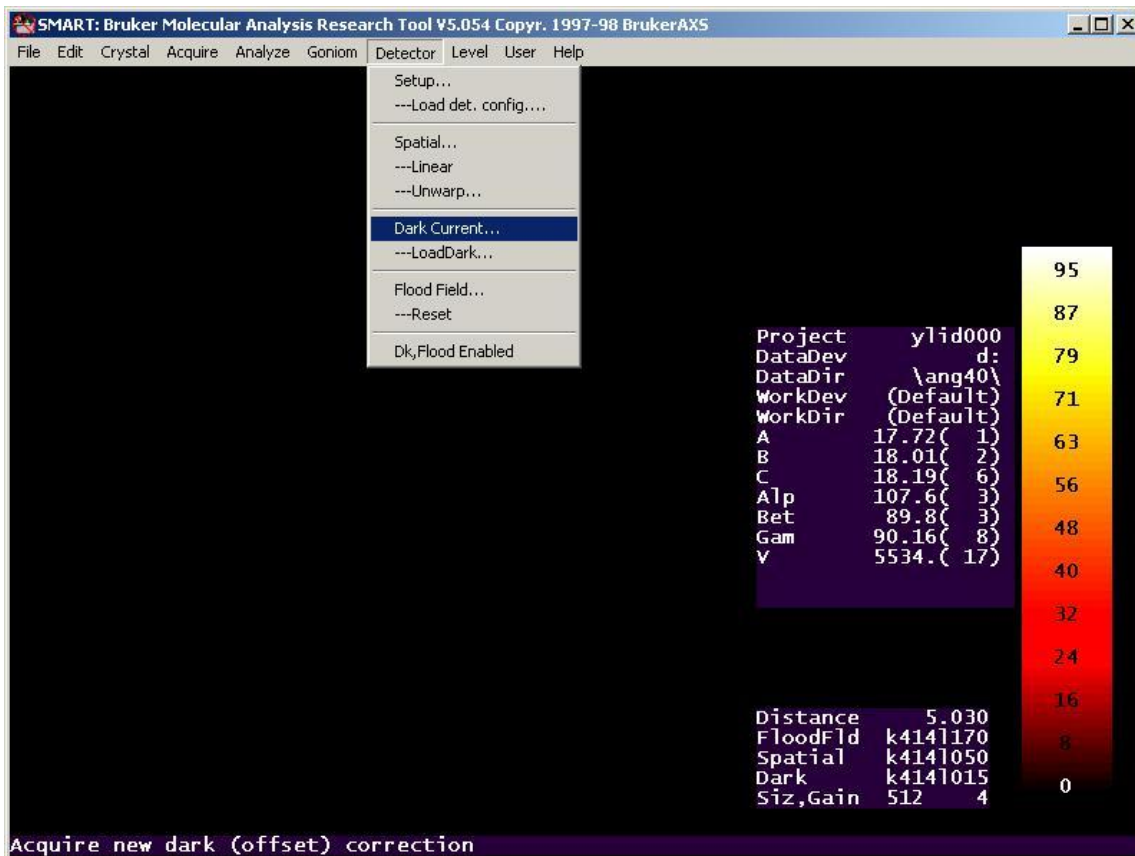 SMART: Bruker Molecular Analysis Research Tool V5.054 Copyr. 1997-98 BrukerAXS
File Edit Crystal Acquire Analyze Goniom Detector Level User Help
Setup...
---Load det. config....
Spatial...
---Linear
---Unwarp...
Dark Current...
---LoadDark...
Flood Field...
---Reset
Dk,Flood Enabled
Project ylid000
DataDev d:
DataDir \ang40\
WorkDev (Default)
WorkDir (Default)
A 17.72( 1)
B 18.01( 2)
C 18.19( 6)
Alp 107.6( 3)
Bet 89.8( 3)
Gam 90.16( 8)
V 5534.( 17)
95
87
79
71
63
56
48
40
32
24
16
8
0
Distance 5.030
FloodFld k414l170
Spatial k414l050
Dark k414l015
Siz,Gain 512 4
Acquire new dark (offset) correction